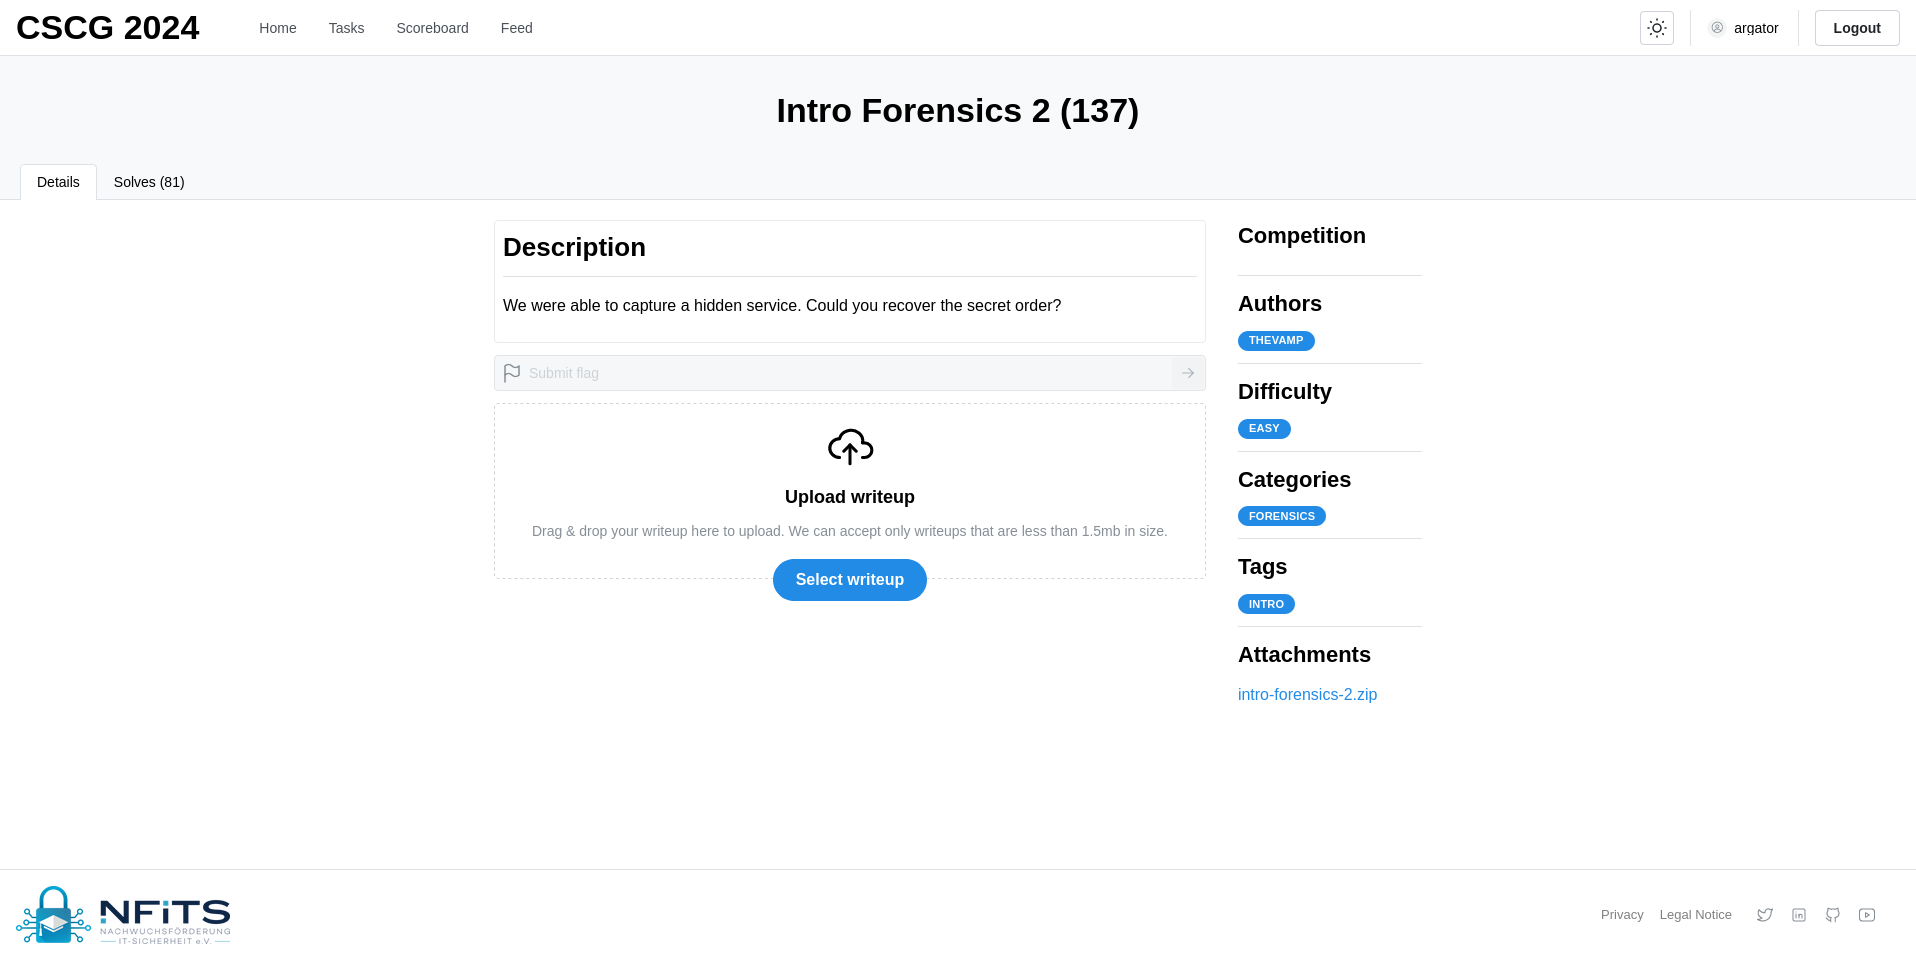 CSCG 2024
Home
Tasks
Scoreboard
Feed
argator
Logout
Intro Forensics 2 (137)
Details
Solves (81)
Description
We were able to capture a hidden service. Could you recover the secret order?
Submit flag
Upload writeup
Drag & drop your writeup here to upload. We can accept only writeups that are less than 1.5mb in size.
Select writeup
Competition
Authors
THEVAMP
Difficulty
EASY
Categories
FORENSICS
Tags
INTRO
Attachments
intro-forensics-2.zip
NFiTS
NACHWUCHSFÖRDERUNG
IT-SICHERHEIT e.V.
Privacy
Legal Notice